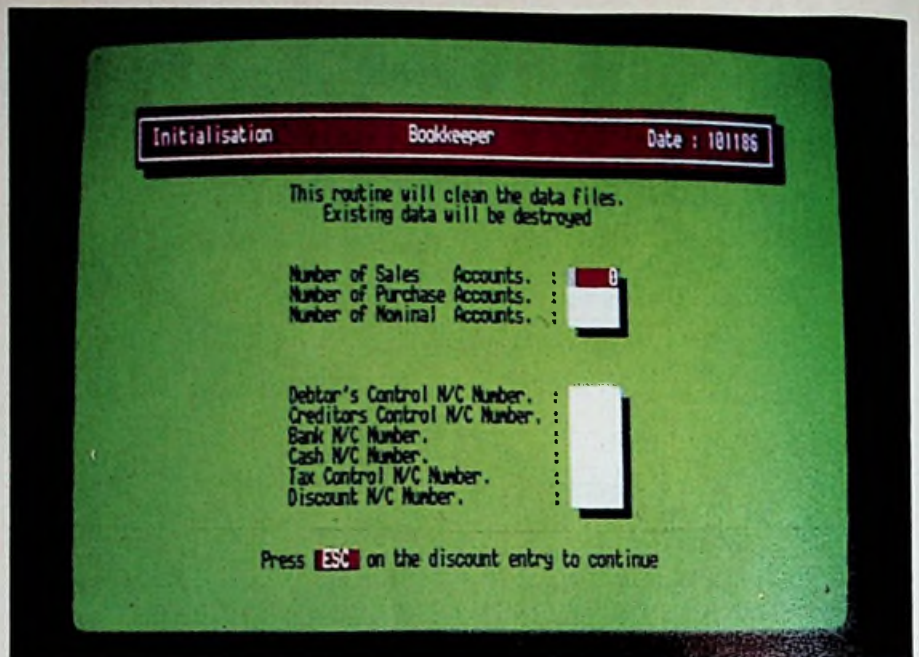 Initialisation Bookkeeper Date : 101186
This routine will clean the data files.
Existing data will be destroyed
Number of Sales Accounts. : 0
Number of Purchase Accounts. :
Number of Nominal Accounts. :
Debtor's Control N/C Number. :
Creditors Control N/C Number. :
Bank N/C Number. :
Cash N/C Number. :
Tax Control N/C Number. :
Discount N/C Number. :
Press ESC on the discount entry to continue